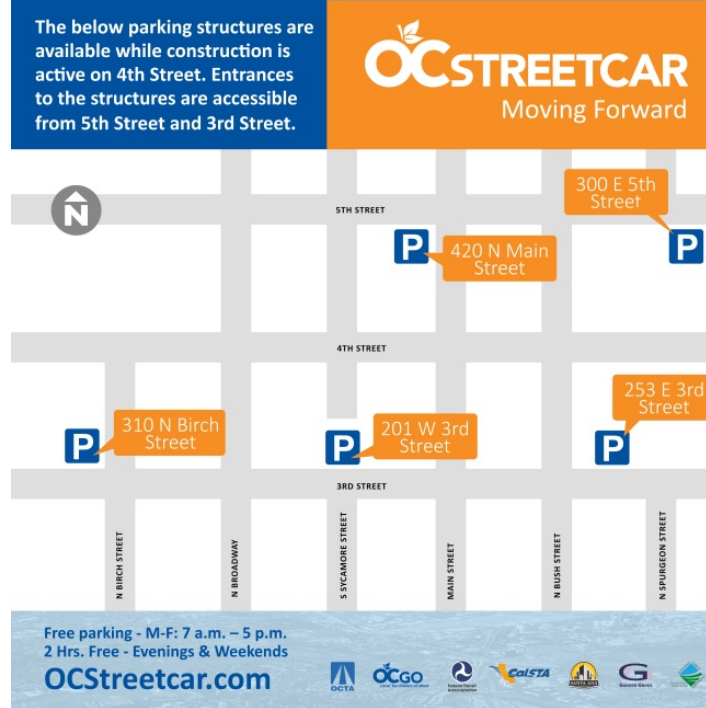 The below parking structures are
available while construction is
active on 4th Street. Entrances
to the structures are accessible
from 5th Street and 3rd Street.
OCSTREETCAR
Moving Forward
N
300 E 5th
Street
5TH STREET
P
P
420 N Main
Street
4TH STREET
253 E 3rd
Street
310 N Birch
Street
201 W 3rd
Street
P
P
P
3RD STREET
N BIRCH STREET
N BROADWAY
S SYCAMORE STREET
MAIN STREET
N BUSH STREET
N SPURGEON STREET
Free parking - M-F: 7 a.m. – 5 p.m.
2 Hrs. Free - Evenings & Weekends
OCStreetcar.com
OCTA
OCGO
CalSTA
SANTA ANA
G